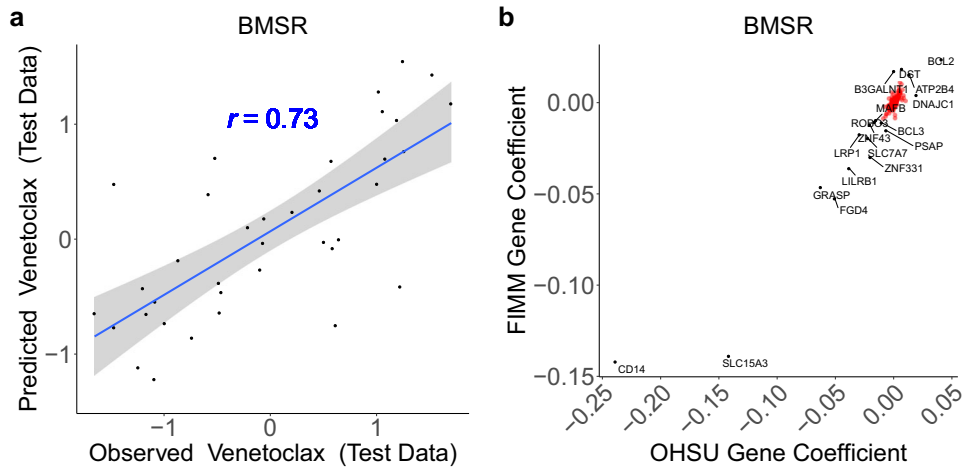 a
BMSR
Predicted Venetoclax (Test Data)
1
0
−1
r = 0.73
−1
0
1
Observed Venetoclax (Test Data)
b
BMSR
FIMM Gene Coefficient
0.00
−0.05
−0.10
−0.15
BCL2
DST
B3GALNT1
ATP2B4
DNAJC1
MAFB
ROBO3
ZNF43
BCL3
PSAP
LRP1
SLC7A7
ZNF331
LILRB1
GRASP
FGD4
SLC15A3
CD14
−0.25
−0.20
−0.15
−0.10
−0.05
0.00
0.05
OHSU Gene Coefficient